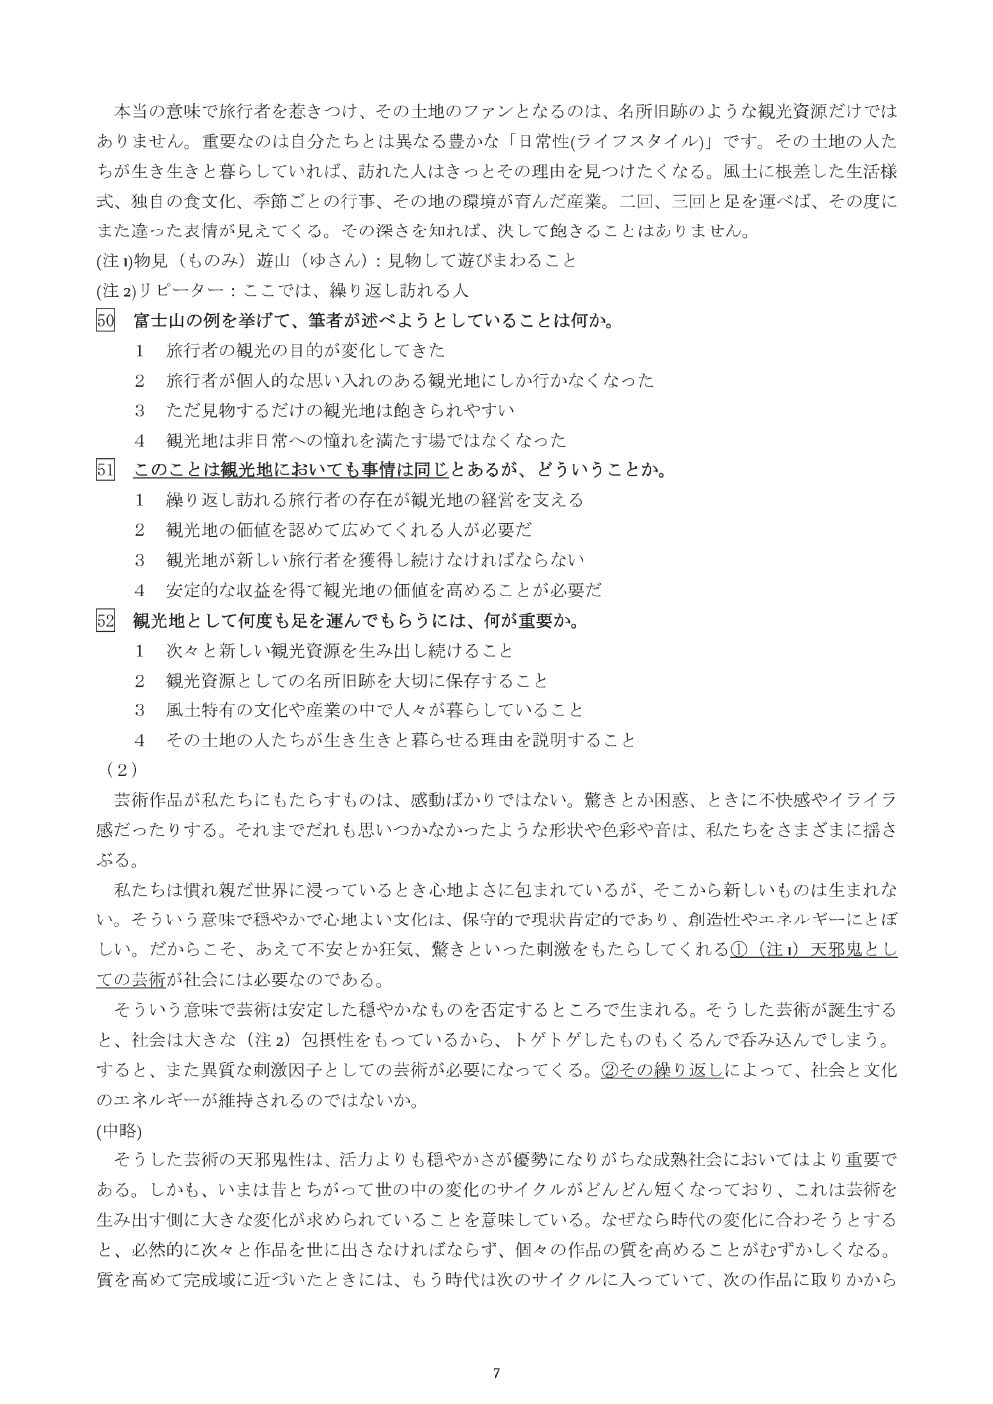 本当の意味で旅行者を惹きつけ、その土地のファンとなるのは、名所旧跡のような観光資源だけでは
ありません。重要なのは自分たちとは異なる豊かな「日常性(ライフスタイル)」です。その土地の人た
ちが生き生きと暮らしていれば、訪れた人はきっとその理由を見つけたくなる。風土に根差した生活様
式、独自の食文化、季節ごとの行事、その地の環境が育んだ産業。二回、三回と足を運べば、その度に
また違った表情が見えてくる。その深さを知れば、決して飽きることはありません。
(注1)物見（ものみ）遊山（ゆさん）: 見物して遊びまわること
(注2)リピーター：ここでは、繰り返し訪れる人
50 富士山の例を挙げて、筆者が述べようとしていることは何か。
1 旅行者の観光の目的が変化してきた
2 旅行者が個人的な思い入れのある観光地にしか行かなくなった
3 ただ見物するだけの観光地は飽きられやすい
4 観光地は非日常への憧れを満たす場ではなくなった
51 このことは観光地においても事情は同じとあるが、どういうことか。
1 繰り返し訪れる旅行者の存在が観光地の経営を支える
2 観光地の価値を認めて広めてくれる人が必要だ
3 観光地が新しい旅行者を獲得し続けなければならない
4 安定的な収益を得て観光地の価値を高めることが必要だ
52 観光地として何度も足を運んでもらうには、何が重要か。
1 次々と新しい観光資源を生み出し続けること
2 観光資源としての名所旧跡を大切に保存すること
3 風土特有の文化や産業の中で人々が暮らしていること
4 その土地の人たちが生き生きと暮らせる理由を説明すること
（２）
芸術作品が私たちにもたらすものは、感動ばかりではない。驚きとか困惑、ときに不快感やイライラ
感だったりする。それまでだれも思いつかなかったような形状や色彩や音は、私たちをさまざまに揺さ
ぶる。
私たちは慣れ親だ世界に浸っているとき心地よさに包まれているが、そこから新しいものは生まれな
い。そういう意味で穏やかで心地よい文化は、保守的で現状肯定的であり、創造性やエネルギーにとぼ
しい。だからこそ、あえて不安とか狂気、驚きといった刺激をもたらしてくれる①（注1）天邪鬼とし
ての芸術が社会には必要なのである。
そういう意味で芸術は安定した穏やかなものを否定するところで生まれる。そうした芸術が誕生する
と、社会は大きな（注2）包摂性をもっているから、トゲトゲしたものもくるんで呑み込んでしまう。
すると、また異質な刺激因子としての芸術が必要になってくる。②その繰り返しによって、社会と文化
のエネルギーが維持されるのではないか。
(中略)
そうした芸術の天邪鬼性は、活力よりも穏やかさが優勢になりがちな成熟社会においてはより重要で
ある。しかも、いまは昔とちがって世の中の変化のサイクルがどんどん短くなっており、これは芸術を
生み出す側に大きな変化が求められていることを意味している。なぜなら時代の変化に合わそうとする
と、必然的に次々と作品を世に出さなければならず、個々の作品の質を高めることがむずかしくなる。
質を高めて完成域に近づいたときには、もう時代は次のサイクルに入っていて、次の作品に取りかから
7